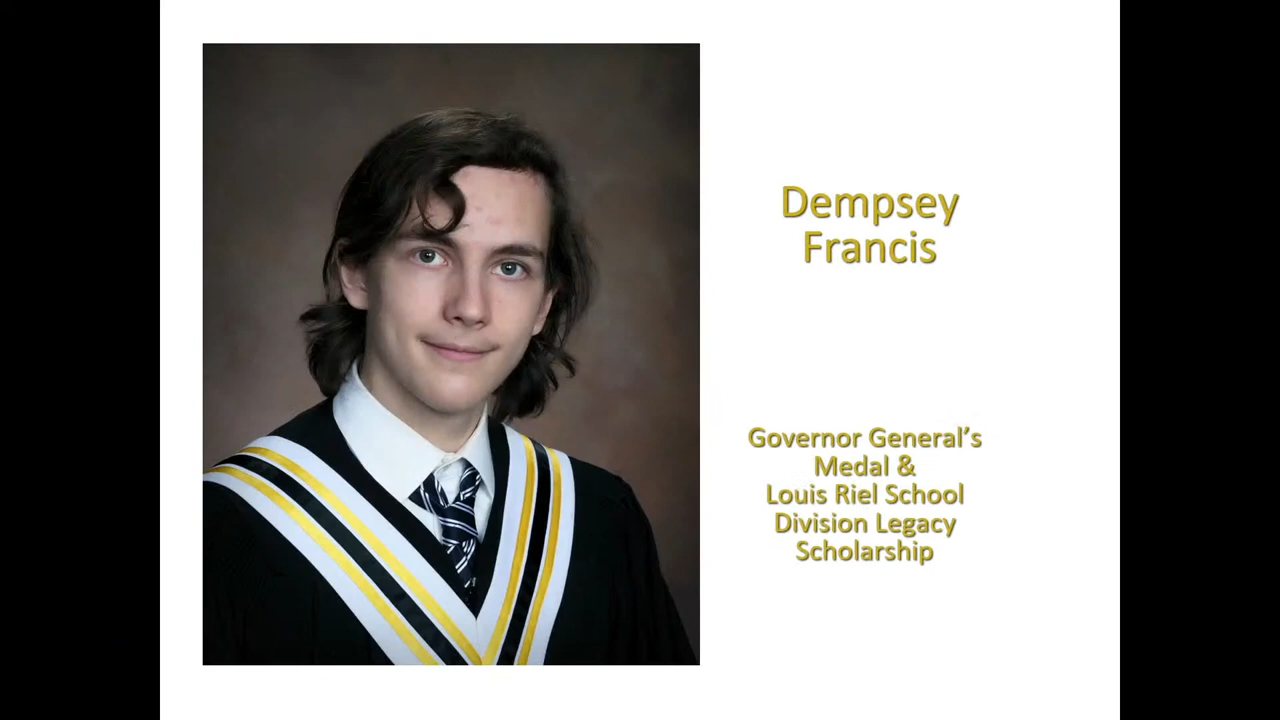 Dempsey
Francis
Governor General's
Medal &
Louis Riel School
Division Legacy
Scholarship